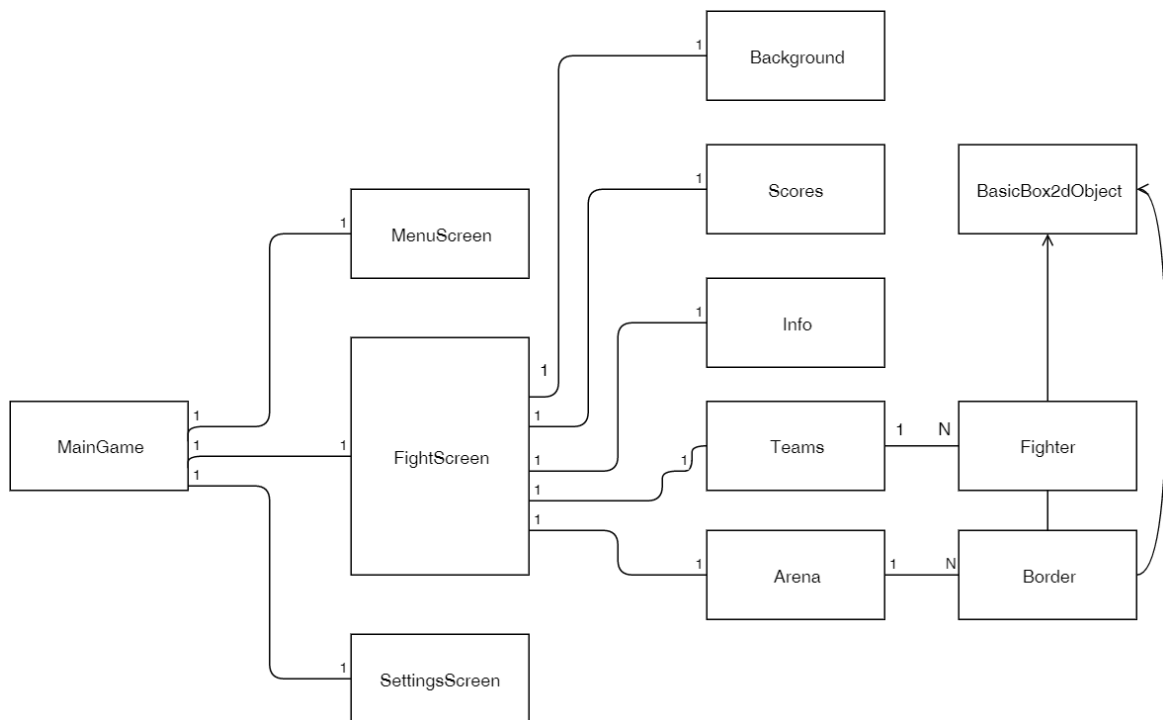 Background
1
Scores
1
BasicBox2dObject
MenuScreen
1
Info
1
1
MainGame
1
1
1
FightScreen
1
1
1
1
1
Teams
1
1
N
Fighter
Arena
1
1
N
Border
SettingsScreen
1